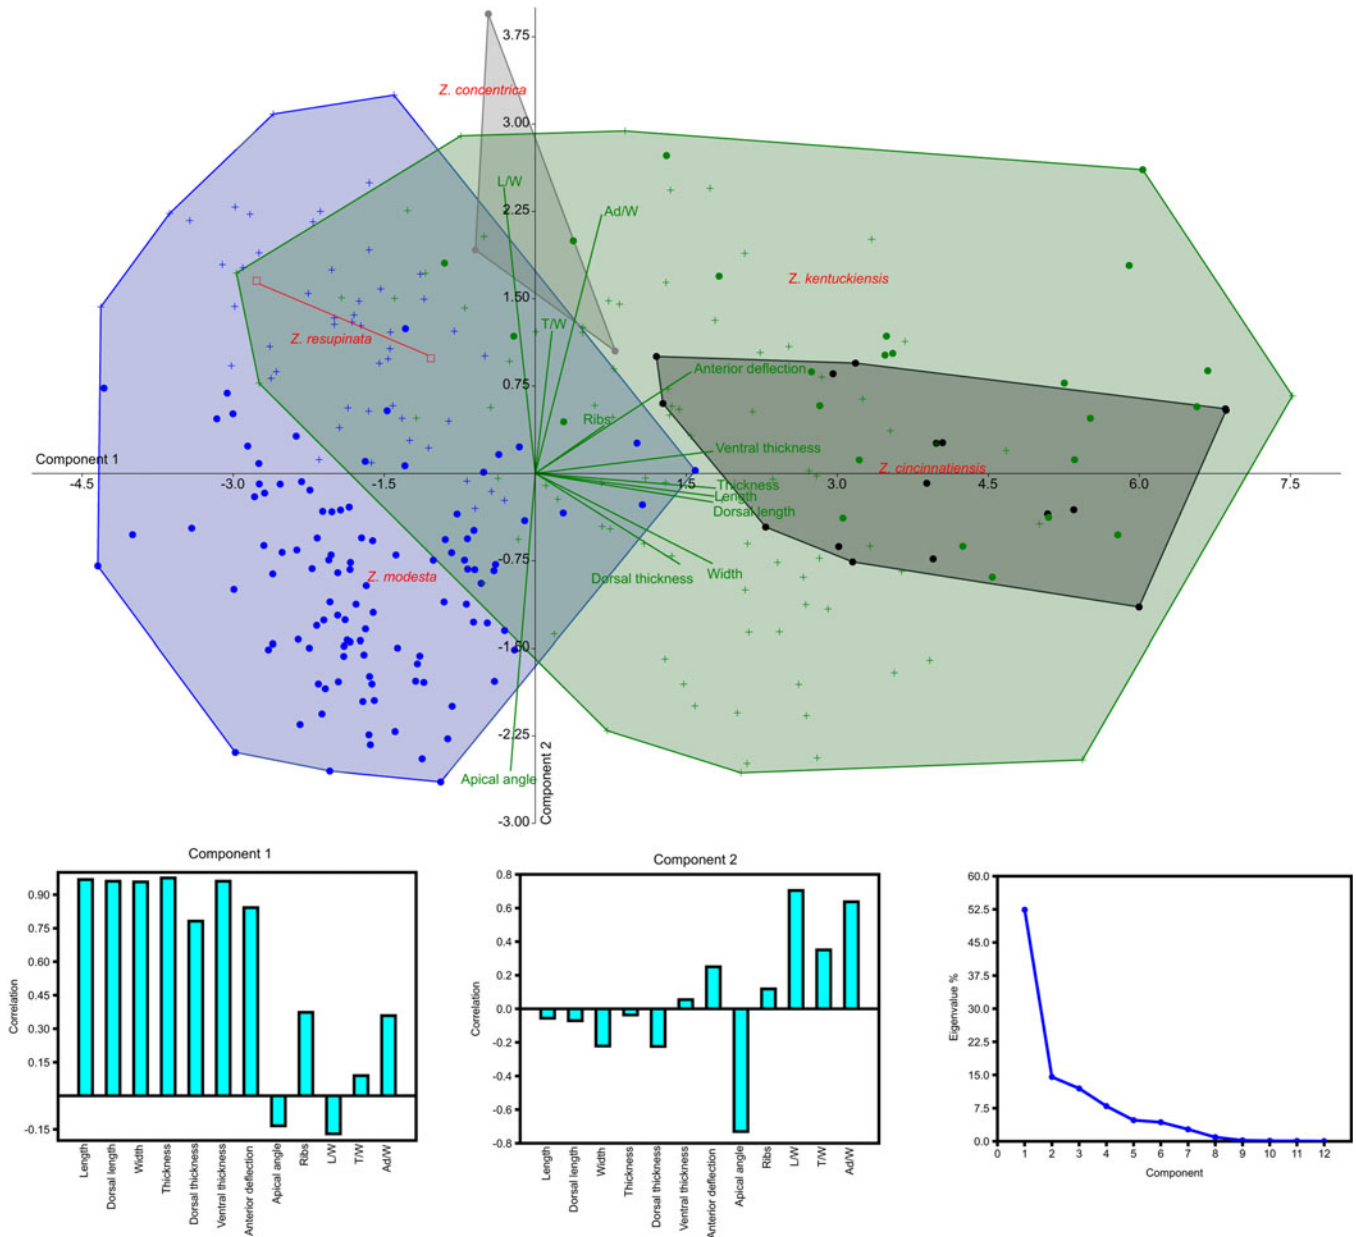 3.75
Z. concentrica
3.00
L/W
2.25
Ad/W
Z. kentuckiensis
1.50
T/W
Z. resupinata
0.75
Anterior deflection
Ribs
Ventral thickness
Component 1
Z. cincinnatiensis
-4.5 -3.0 -1.5 1.5 3.0 4.5 6.0 7.5
Thickness
Length
Dorsal length
-0.75
Z. modesta
Dorsal thickness
Width
-1.50
-2.25
Component 2
Apical angle
-3.00
Component 1
0.90
0.75
0.60
0.45
0.30
0.15
-0.15
Correlation
Length
Dorsal length
Width
Thickness
Dorsal thickness
Ventral thickness
Anterior deflection
Apical angle
Ribs
L/W
T/W
Ad/W
Component 2
0.8
0.6
0.4
0.2
0.0
-0.2
-0.4
-0.6
-0.8
Correlation
Length
Dorsal length
Width
Thickness
Dorsal thickness
Ventral thickness
Anterior deflection
Apical angle
Ribs
L/W
T/W
Ad/W
60.0
52.5
45.0
37.5
30.0
22.5
15.0
7.5
0.0
Eigenvalue %
0 1 2 3 4 5 6 7 8 9 10 11 12
Component